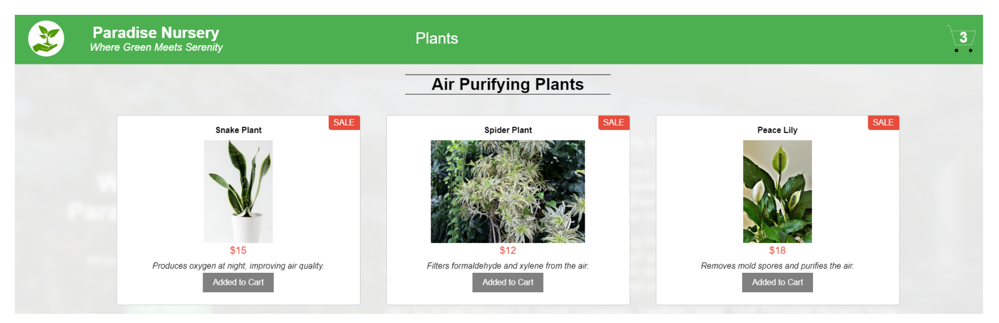 Paradise Nursery
Where Green Meets Serenity
Plants
3
Air Purifying Plants
SALE
Snake Plant
$15
Produces oxygen at night, improving air quality.
Added to Cart
SALE
Spider Plant
$12
Filters formaldehyde and xylene from the air.
Added to Cart
SALE
Peace Lily
$18
Removes mold spores and purifies the air.
Added to Cart